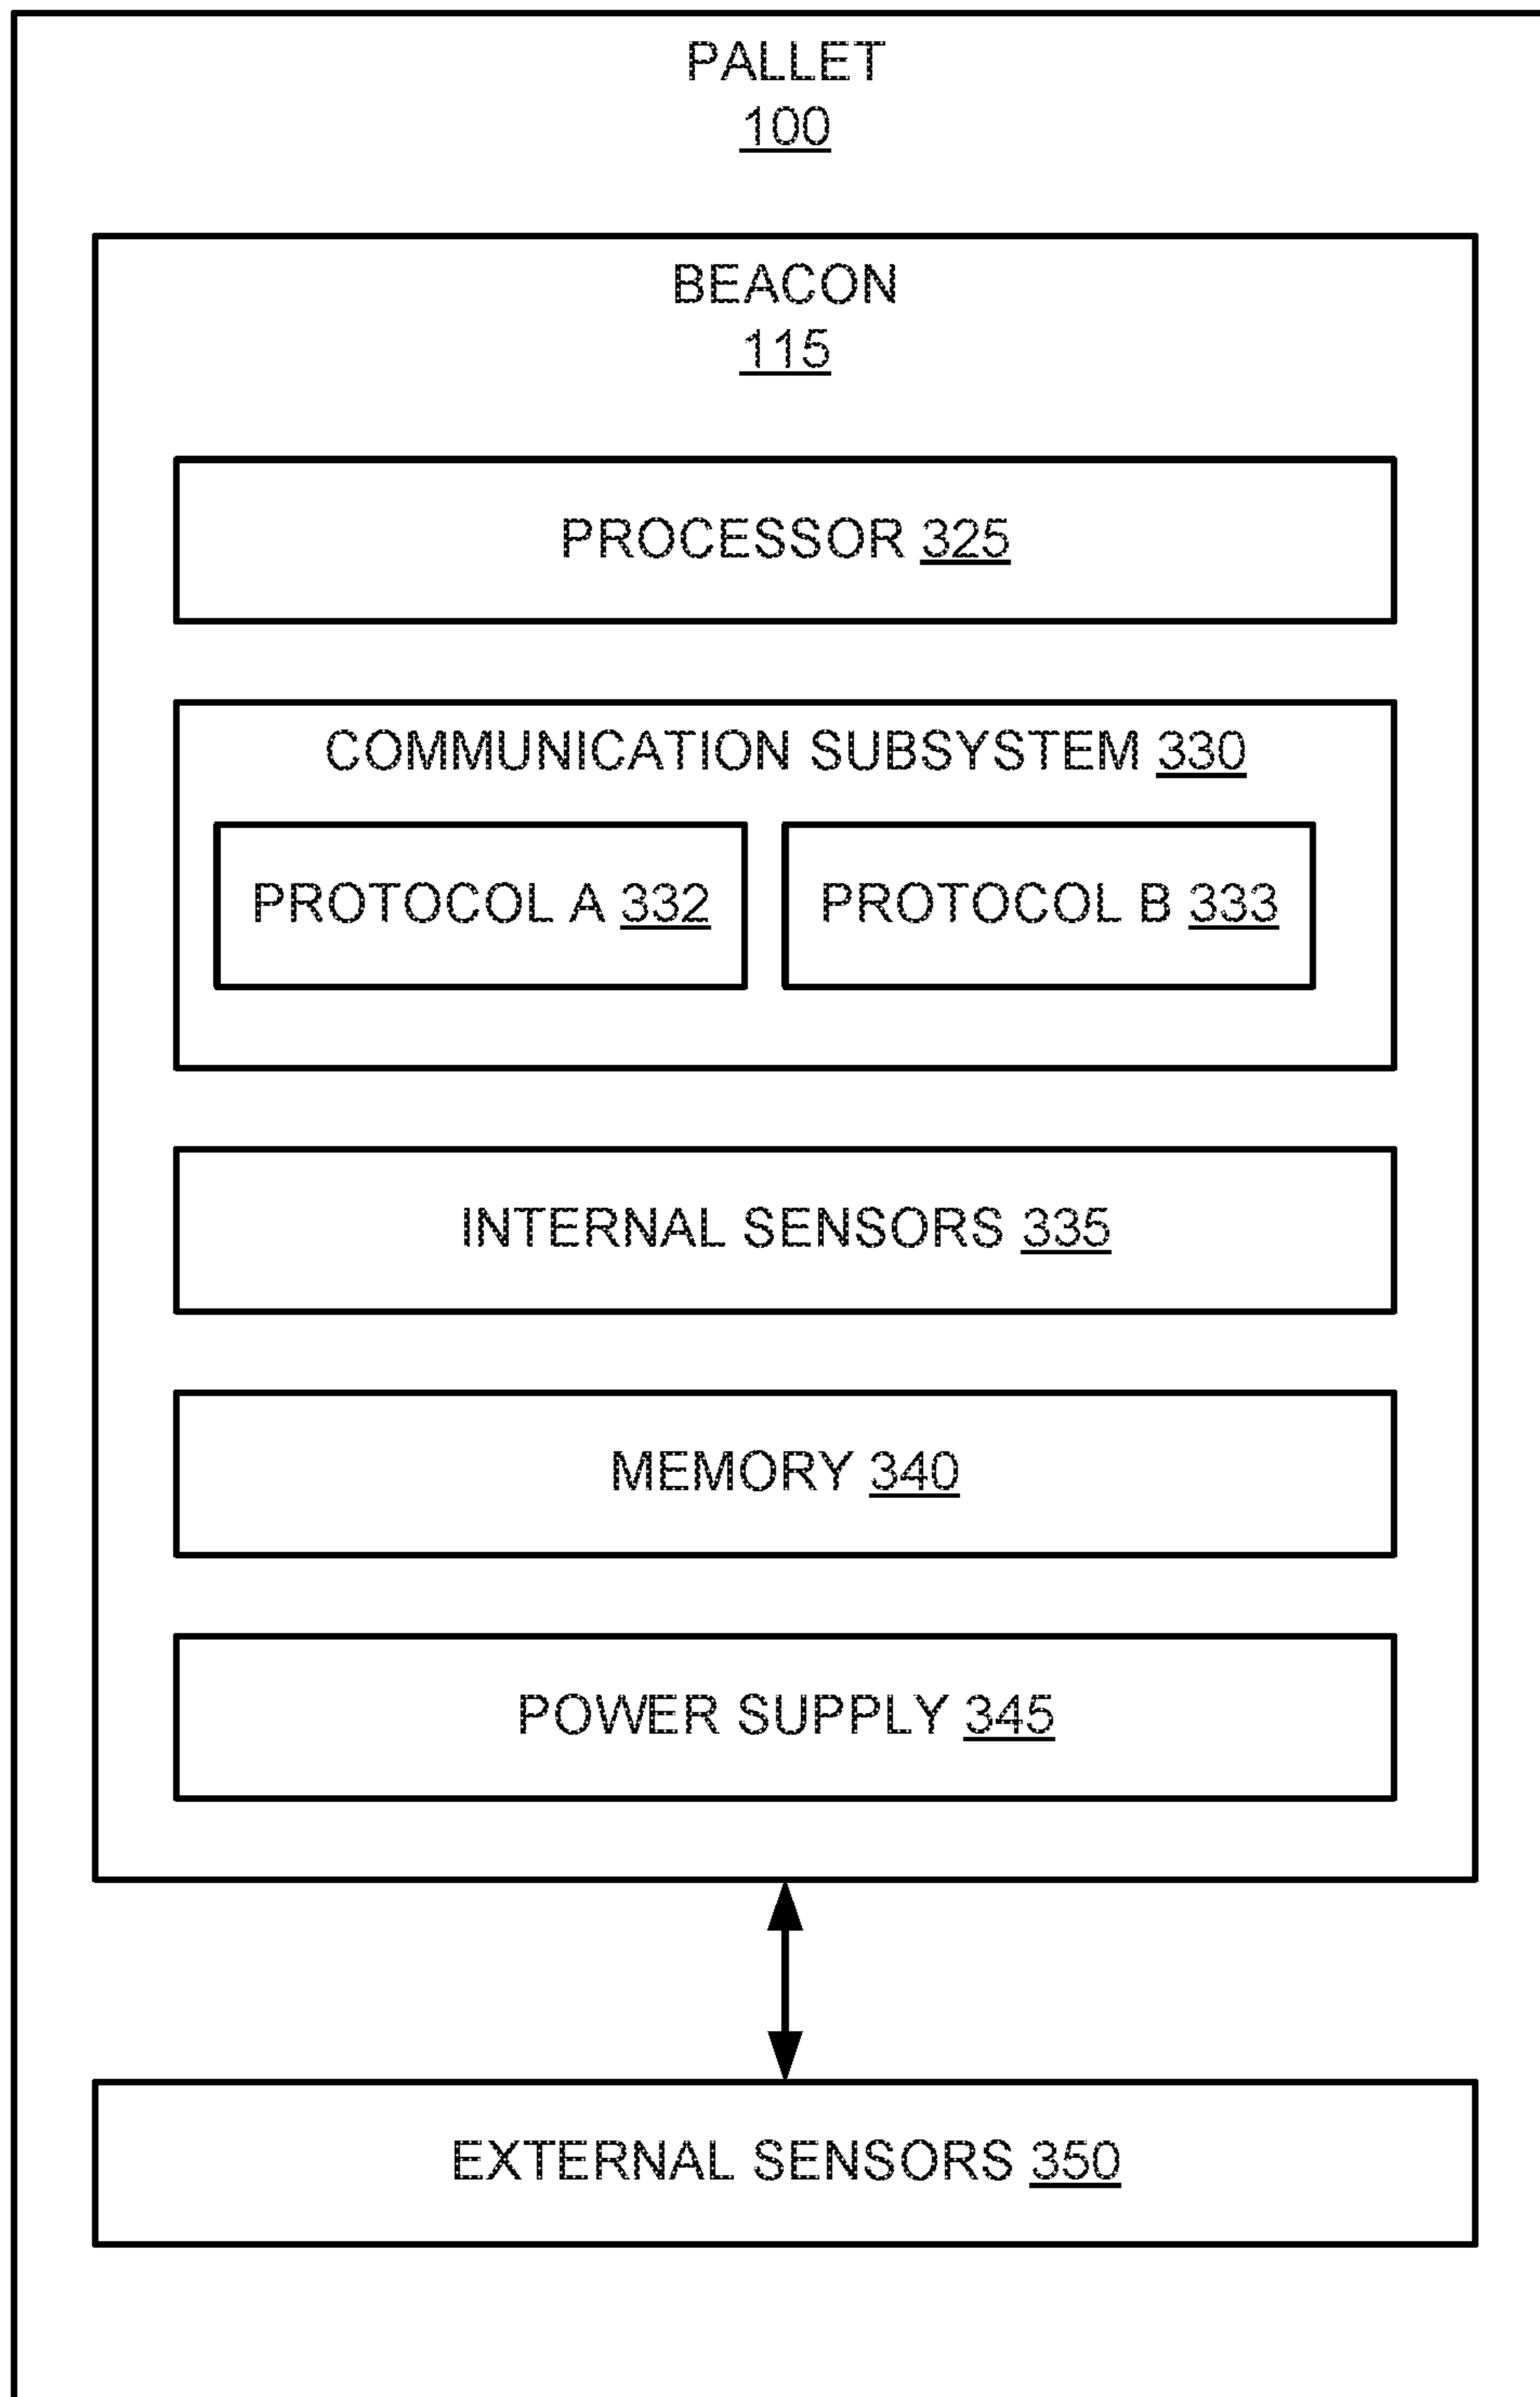 PALLET
100
BEACON
115
PROCESSOR 325
COMMUNICATION SUBSYSTEM 330
PROTOCOL A 332
PROTOCOL B 333
INTERNAL SENSORS 335
MEMORY 340
POWER SUPPLY 345
EXTERNAL SENSORS 350